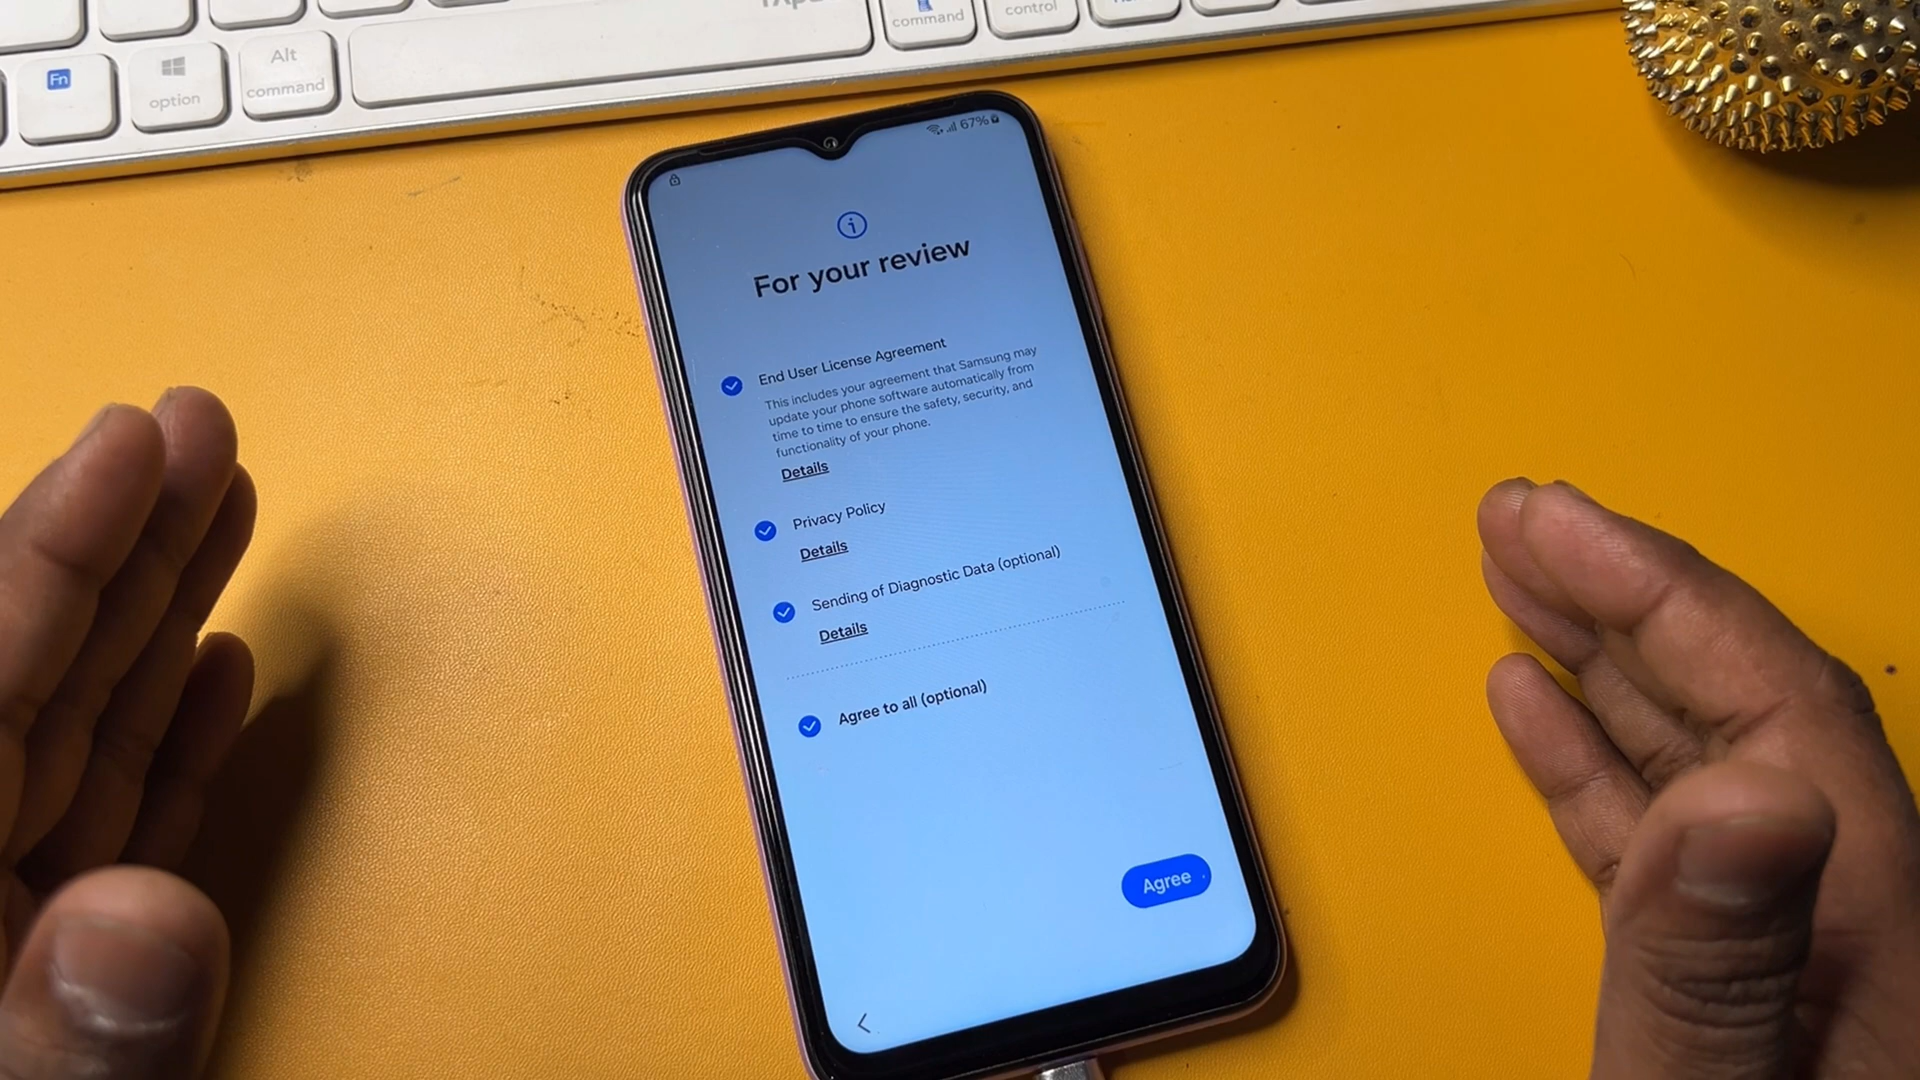 command
control
Alt
Fn
option
command
67%
For your review
End User License Agreement
This includes your agreement that Samsung may
update your phone software automatically from
time to time to ensure the safety, security, and
functionality of your phone.
Details
Privacy Policy
Details
Sending of Diagnostic Data (optional)
Details
Agree to all (optional)
Agree